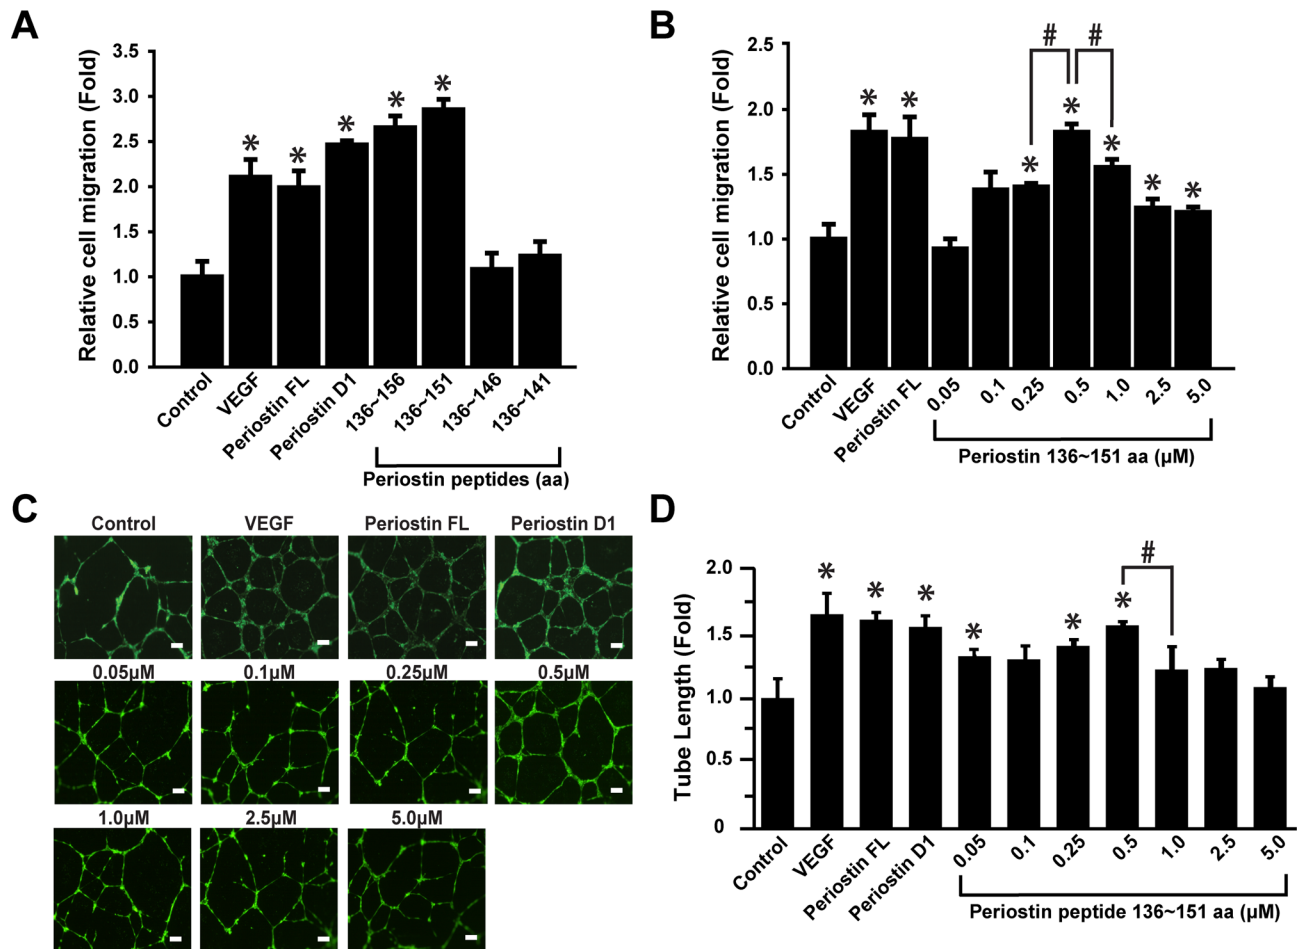 A
Relative cell migration (Fold)
3.5
3.0
2.5
2.0
1.5
1.0
0.5
0.0
* * * * *
Control
VEGF
Periostin FL
Periostin D1
136~156
136~151
136~146
136~141
Periostin peptides (aa)
B
Relative cell migration (Fold)
2.5
2.0
1.5
1.0
0.5
0.0
# #
* * * * * * *
Control
VEGF
Periostin FL
0.05
0.1
0.25
0.5
1.0
2.5
5.0
Periostin 136~151 aa (μM)
C
Control VEGF Periostin FL Periostin D1
0.05μM 0.1μM 0.25μM 0.5μM
1.0μM 2.5μM 5.0μM
D
Tube Length (Fold)
2.0
1.5
1.0
0.5
0
#
* * * * * *
Control
VEGF
Periostin FL
Periostin D1
0.05
0.1
0.25
0.5
1.0
2.5
5.0
Periostin peptide 136~151 aa (μM)